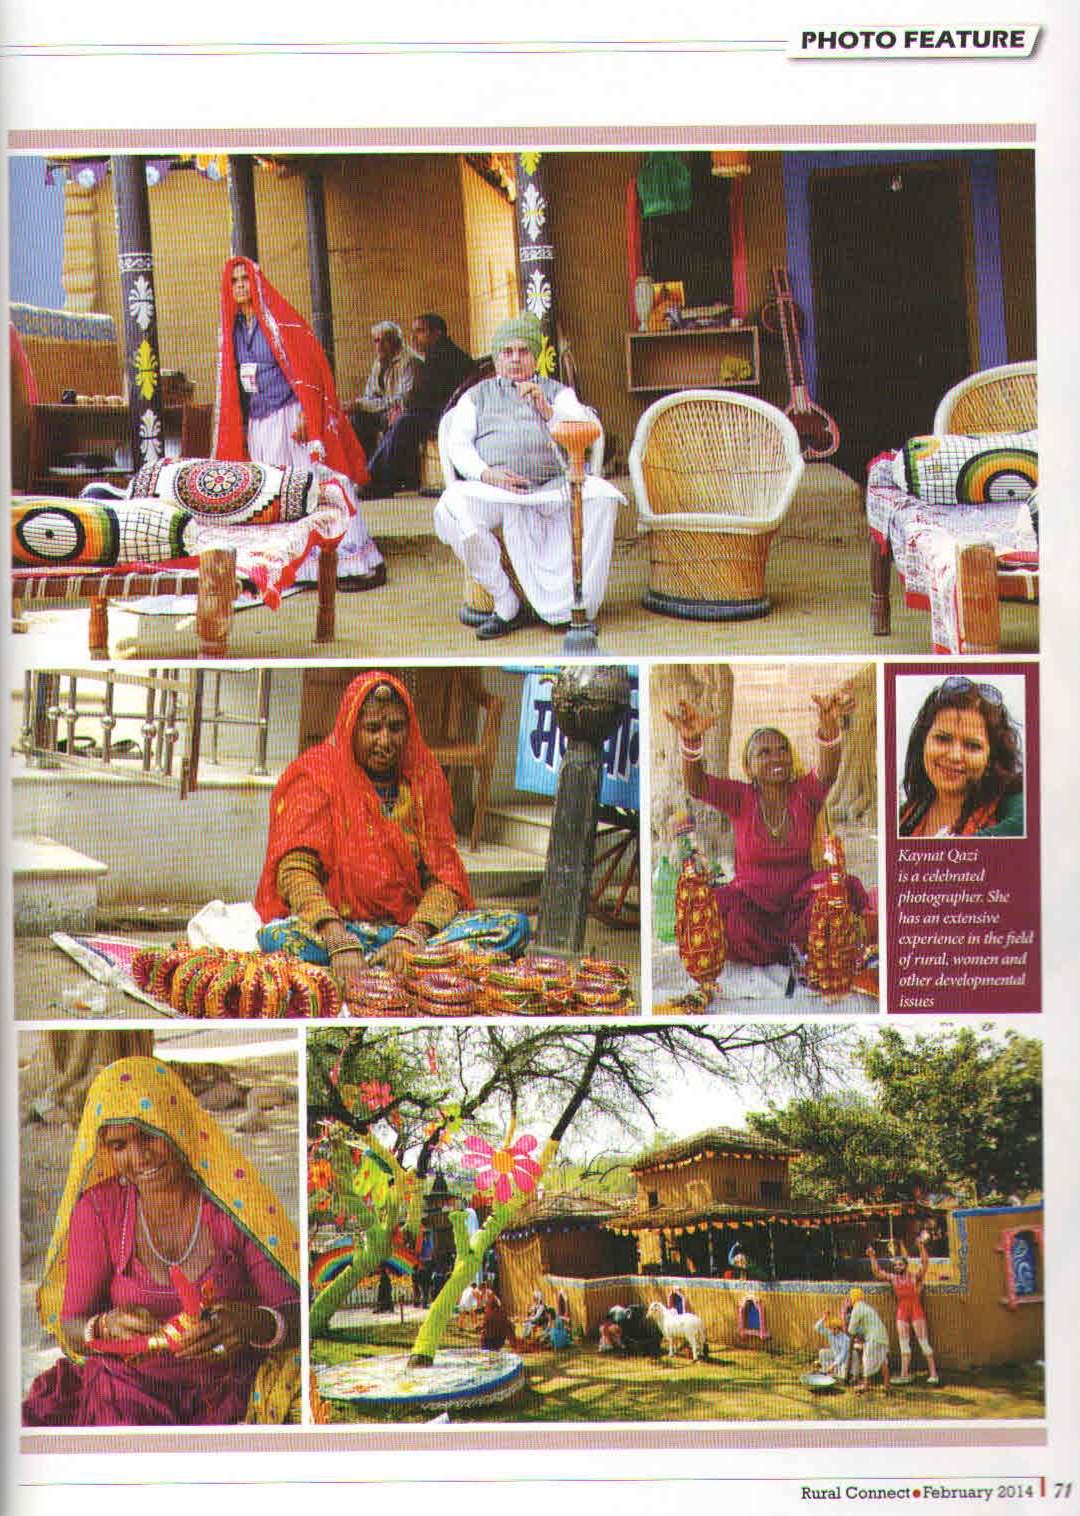 PHOTO FEATURE
Kaynat Qazi
is a celebrated
photographer. She
has an extensive
experience in the field
of rural, women and
other developmental
issues
Rural Connect●February 2014 71